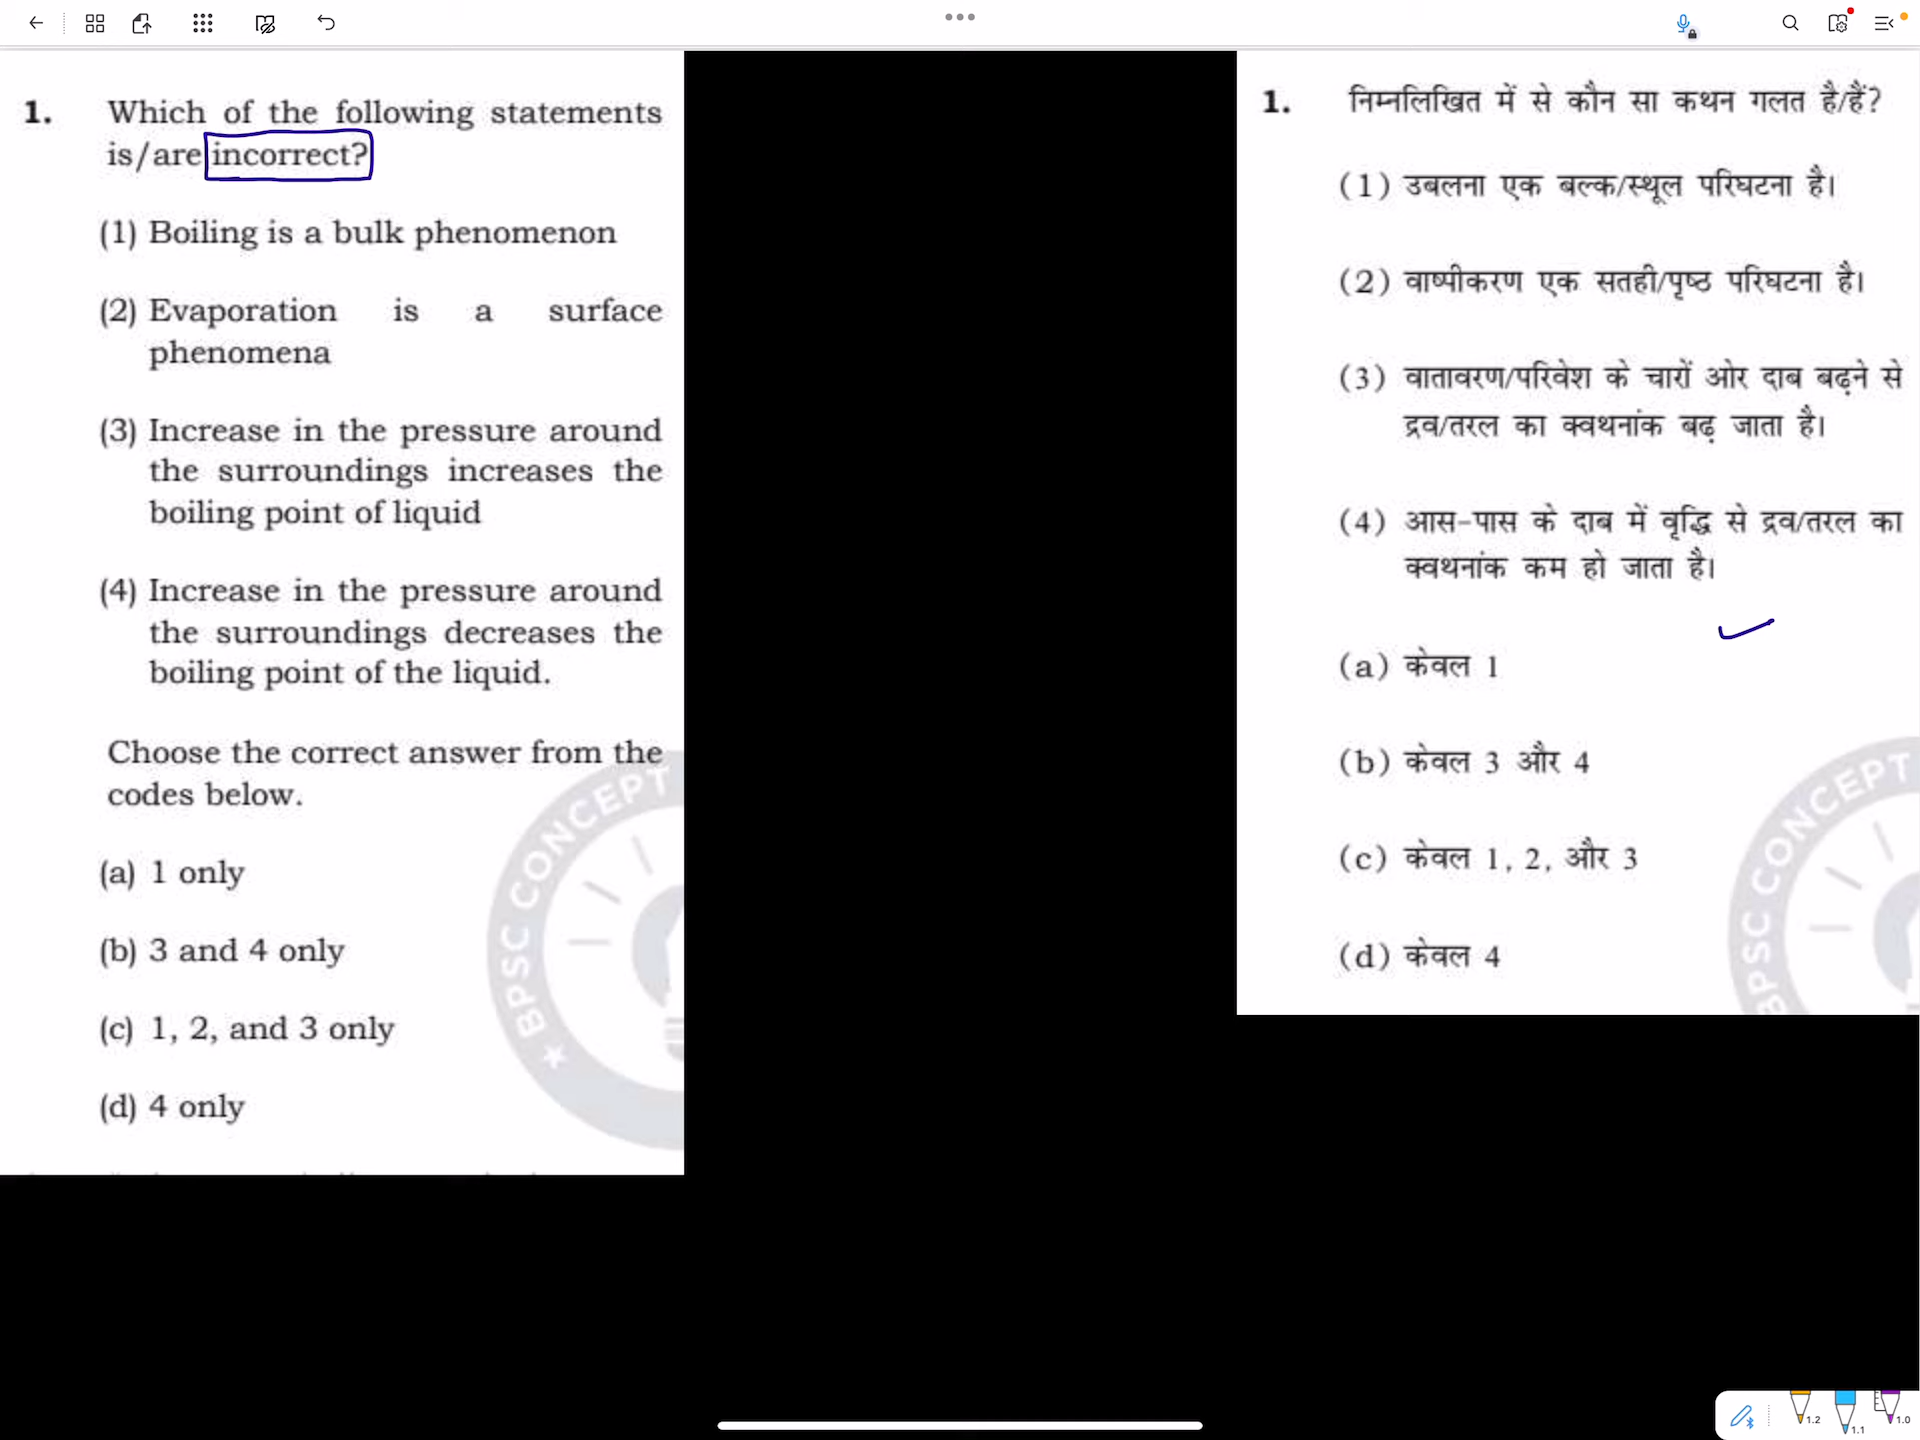 1. Which of the following statements
is/are incorrect?
(1) Boiling is a bulk phenomenon
(2) Evaporation is a surface
phenomena
(3) Increase in the pressure around
the surroundings increases the
boiling point of liquid
(4) Increase in the pressure around
the surroundings decreases the
boiling point of the liquid.
Choose the correct answer from the
codes below.
(a) 1 only
(b) 3 and 4 only
(c) 1, 2, and 3 only
(d) 4 only
BPSC CONCEPT
1. निम्नलिखित में से कौन सा कथन गलत है/हैं?
(1) उबलना एक बल्क/स्थूल परिघटना है।
(2) वाष्पीकरण एक सतही/पृष्ठ परिघटना है।
(3) वातावरण/परिवेश के चारों ओर दाब बढ़ने से
द्रव/तरल का क्वथनांक बढ़ जाता है।
(4) आस-पास के दाब में वृद्धि से द्रव/तरल का
क्वथनांक कम हो जाता है।
(a) केवल 1
(b) केवल 3 और 4
(c) केवल 1, 2, और 3
(d) केवल 4
BPSC CONCEPT
1.2
1.1
1.0